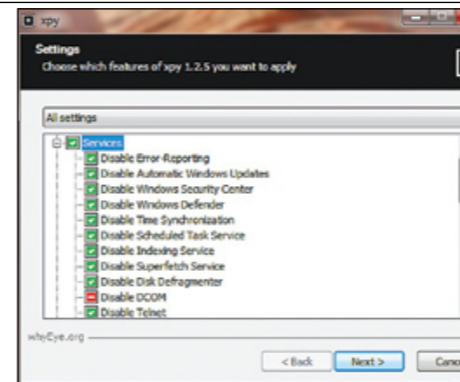 xpy
Settings
Choose which features of xpy 1.2.5 you want to apply
All settings
Services
Disable Error-Reporting
Disable Automatic Windows Updates
Disable Windows Security Center
Disable Windows Defender
Disable Time Synchronization
Disable Scheduled Task Service
Disable Indexing Service
Disable Superfetch Service
Disable Disk Defragmenter
Disable DCOM
Disable Telnet
whyEye.org
< Back Next > Canc